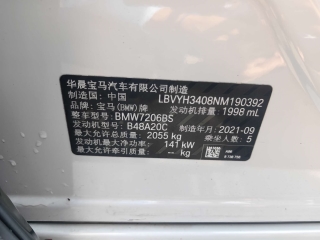 华晨宝马汽车有限公司制造
制造国：中国 LBVYH3408NM190392
品牌：宝马(BMW)牌 发动机排量：1998 mL
整车型号：BMW7206BS
发动机型号：B48A20C 制造年月：2021-09
最大允许总质量：2055 kg 乘坐人数：5
发动机最大净功率：141 kW
最大允许牵引质量：-- kg